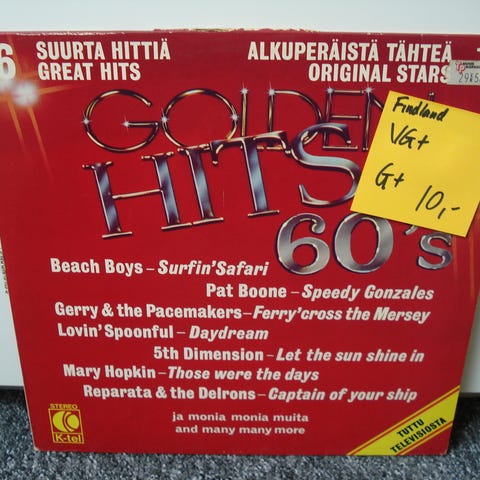 6 SUURTA HITTIÄ
GREAT HITS
ALKUPERÄISTÄ TÄHTEÄ
ORIGINAL STARS
Findland
VG+
G+ 10,-
GOLDEN
HITS
60's
Beach Boys – Surfin' Safari
Pat Boone – Speedy Gonzales
Gerry & the Pacemakers – Ferry'cross the Mersey
Lovin' Spoonful – Daydream
5th Dimension – Let the sun shine in
Mary Hopkin – Those were the days
Reparata & the Delrons – Captain of your ship
ja monia monia muita
and many many more
STEREO
K-tel
TUTTU
TELEVISIOSTA